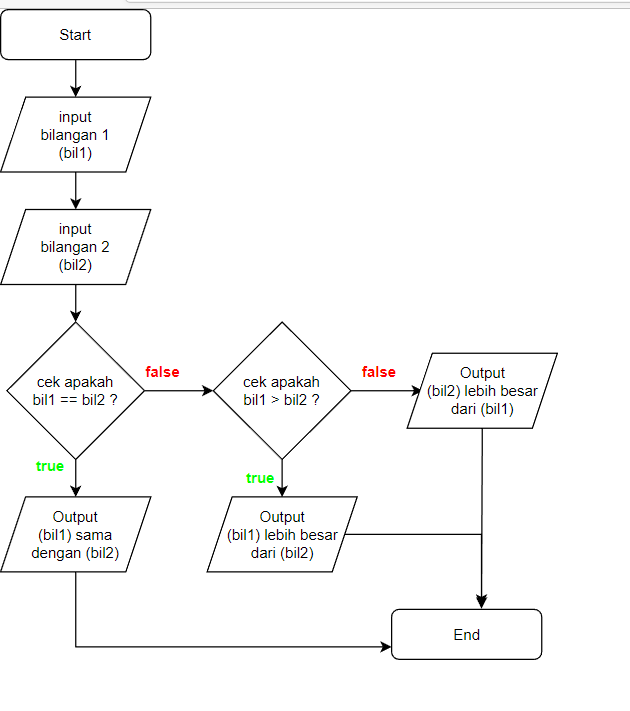 Start
input
bilangan 1
(bil1)
input
bilangan 2
(bil2)
cek apakah
bil1 == bil2 ?
false
cek apakah
bil1 > bil2 ?
false
Output
(bil2) lebih besar
dari (bil1)
true
true
Output
(bil1) sama
dengan (bil2)
Output
(bil1) lebih besar
dari (bil2)
End